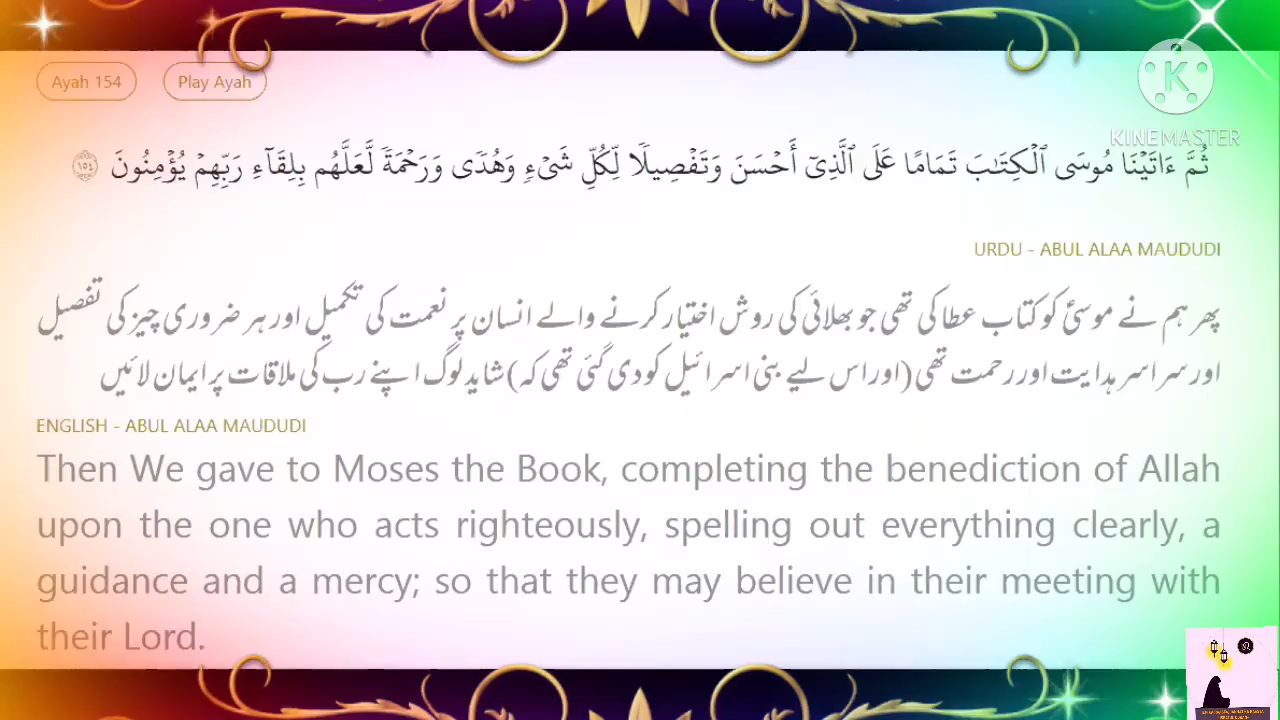 Ayah 154 Play Ayah
KINEMASTER
ثُمَّ ءَاتَيْنَا مُوسَى ٱلْكِتَـٰبَ تَمَامًا عَلَى ٱلَّذِىٓ أَحْسَنَ وَتَفْصِيلًا لِّكُلِّ شَىْءٍ وَهُدًى وَرَحْمَةً لَّعَلَّهُم بِلِقَآءِ رَبِّهِمْ يُؤْمِنُونَ ١٥٤
URDU - ABUL ALAA MAUDUDI
پھر ہم نے موسیٰؑ کو کتاب عطا کی تھی جو بھلائی کی روش اختیار کرنے والے انسان پر نعمت کی تکمیل اور ہر ضروری چیز کی تفصیل
اور سراسر ہدایت اور رحمت تھی (اور اس لیے بنی اسرائیل کو دی گئی تھی کہ) شاید لوگ اپنے رب کی ملاقات پر ایمان لائیں
ENGLISH - ABUL ALAA MAUDUDI
Then We gave to Moses the Book, completing the benediction of Allah
upon the one who acts righteously, spelling out everything clearly, a
guidance and a mercy; so that they may believe in their meeting with
their Lord.